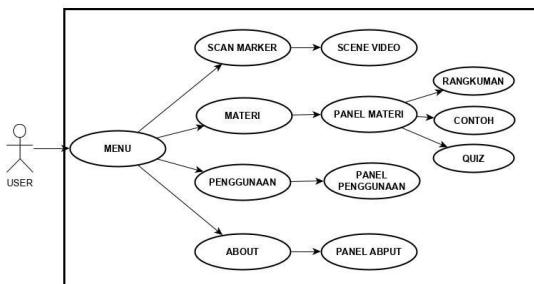 SCAN MARKER
SCENE VIDEO
RANGKUMAN
MATERI
PANEL MATERI
CONTOH
MENU
QUIZ
USER
PENGGUNAAN
PANEL
PENGGUNAAN
ABOUT
PANEL ABPUT